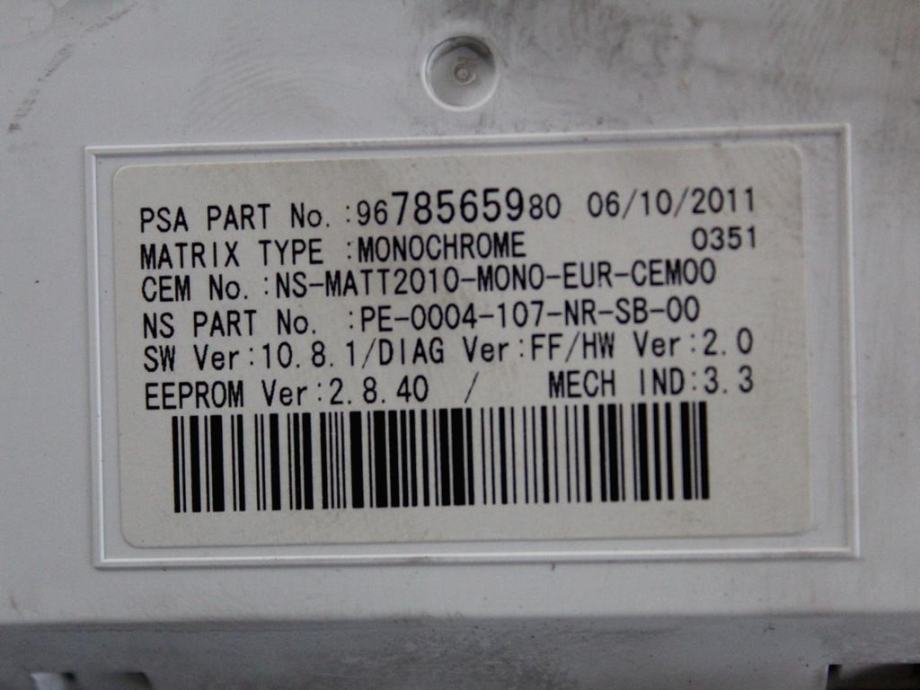 PSA PART No.:9678565980 06/10/2011
MATRIX TYPE :MONOCHROME 0351
CEM No.:NS-MATT2010-MONO-EUR-CEM00
NS PART No. :PE-0004-107-NR-SB-00
SW Ver:10.8.1/DIAG Ver:FF/HW Ver:2.0
EEPROM Ver:2.8.40 / MECH IND:3.3